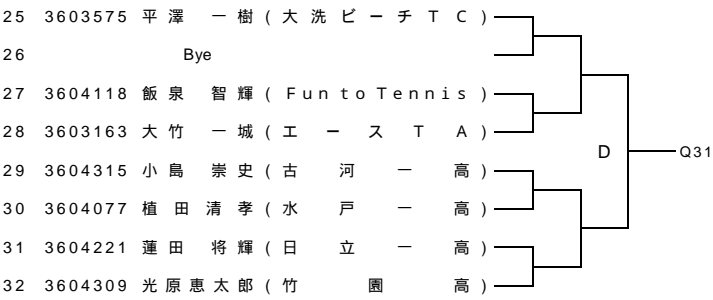 25 3603575 平澤 一樹(大洗ビーチTC)
26 Bye
27 3604118 飯泉 智輝(Fun to Tennis)
28 3603163 大竹 一城(エースTA)
29 3604315 小島 崇史(古河一高)
30 3604077 植田清孝(水戸一高)
31 3604221 蓮田 将輝(日立一高)
32 3604309 光原恵太郎(竹園高)
D
Q31